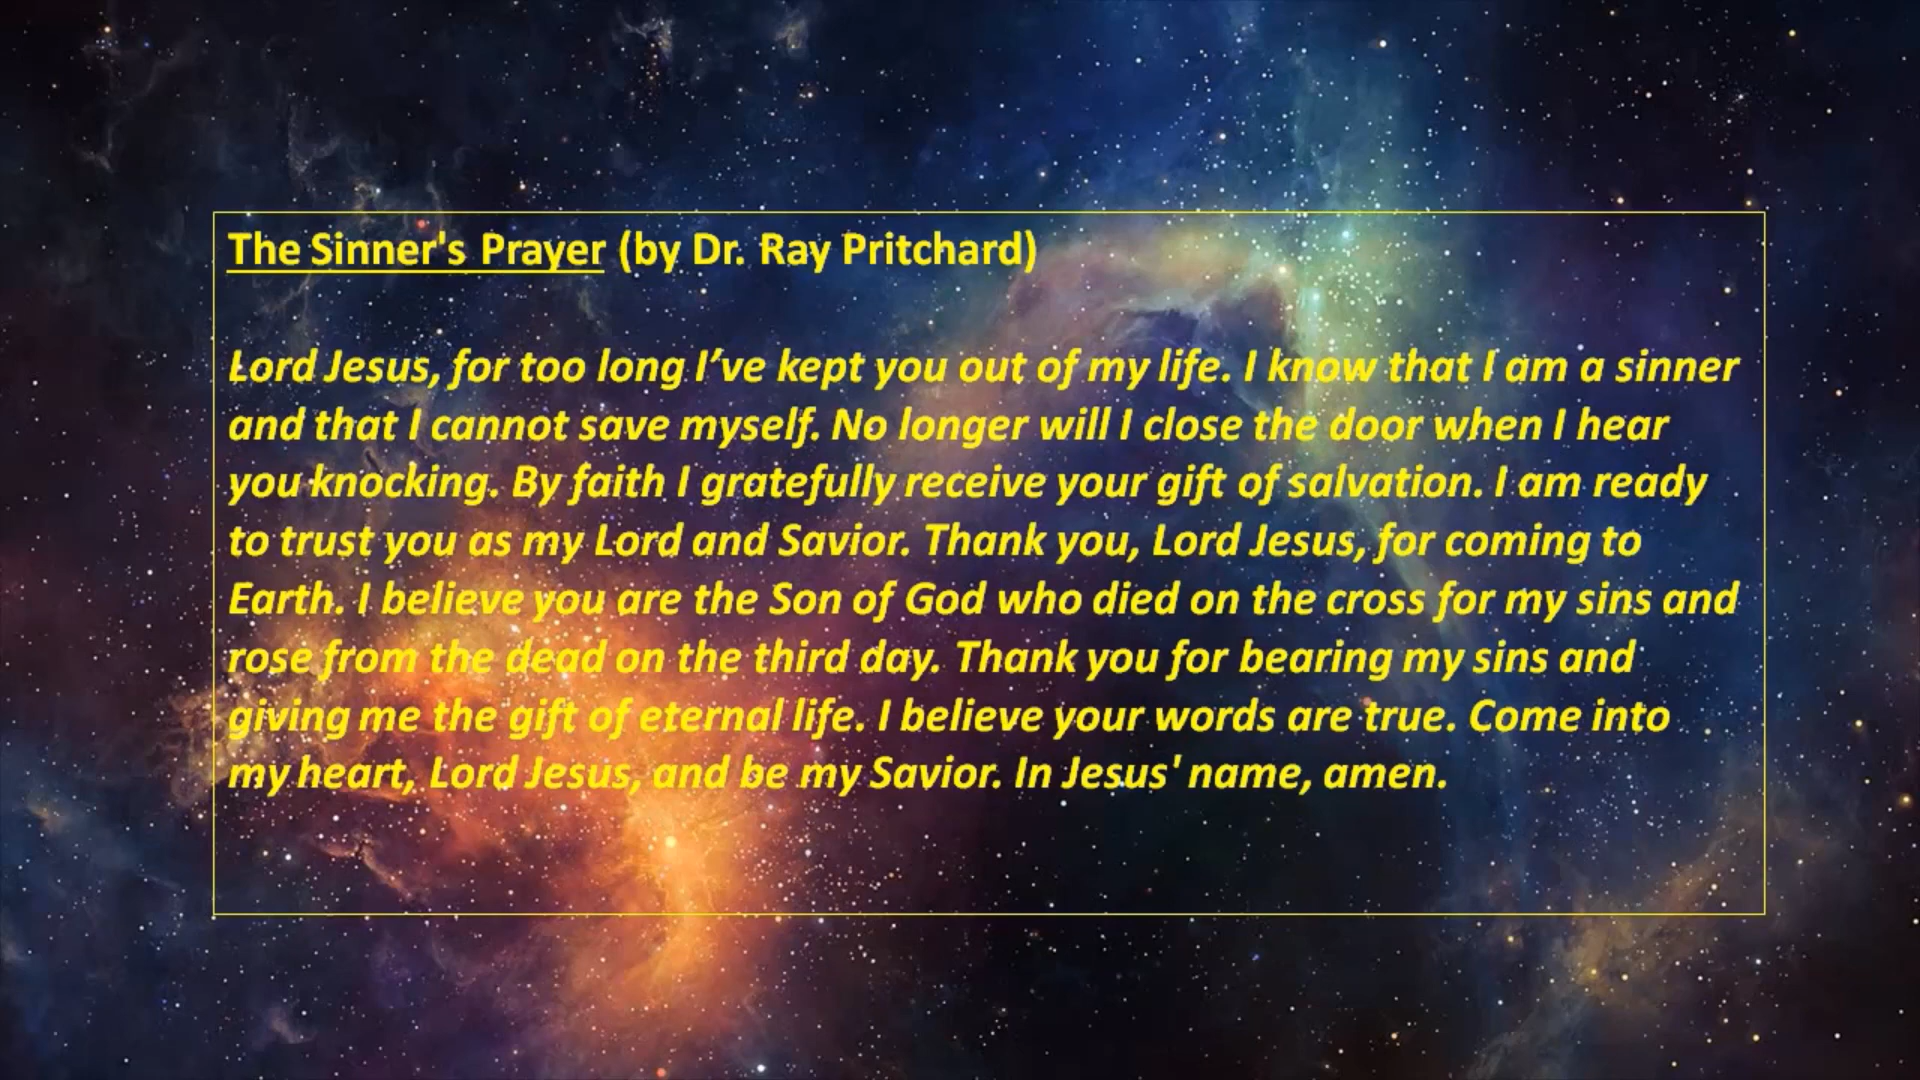 The Sinner's Prayer (by Dr. Ray Pritchard)
Lord Jesus, for too long I’ve kept you out of my life. I know that I am a sinner
and that I cannot save myself. No longer will I close the door when I hear
you knocking. By faith I gratefully receive your gift of salvation. I am ready
to trust you as my Lord and Savior. Thank you, Lord Jesus, for coming to
Earth. I believe you are the Son of God who died on the cross for my sins and
rose from the dead on the third day. Thank you for bearing my sins and
giving me the gift of eternal life. I believe your words are true. Come into
my heart, Lord Jesus, and be my Savior. In Jesus' name, amen.